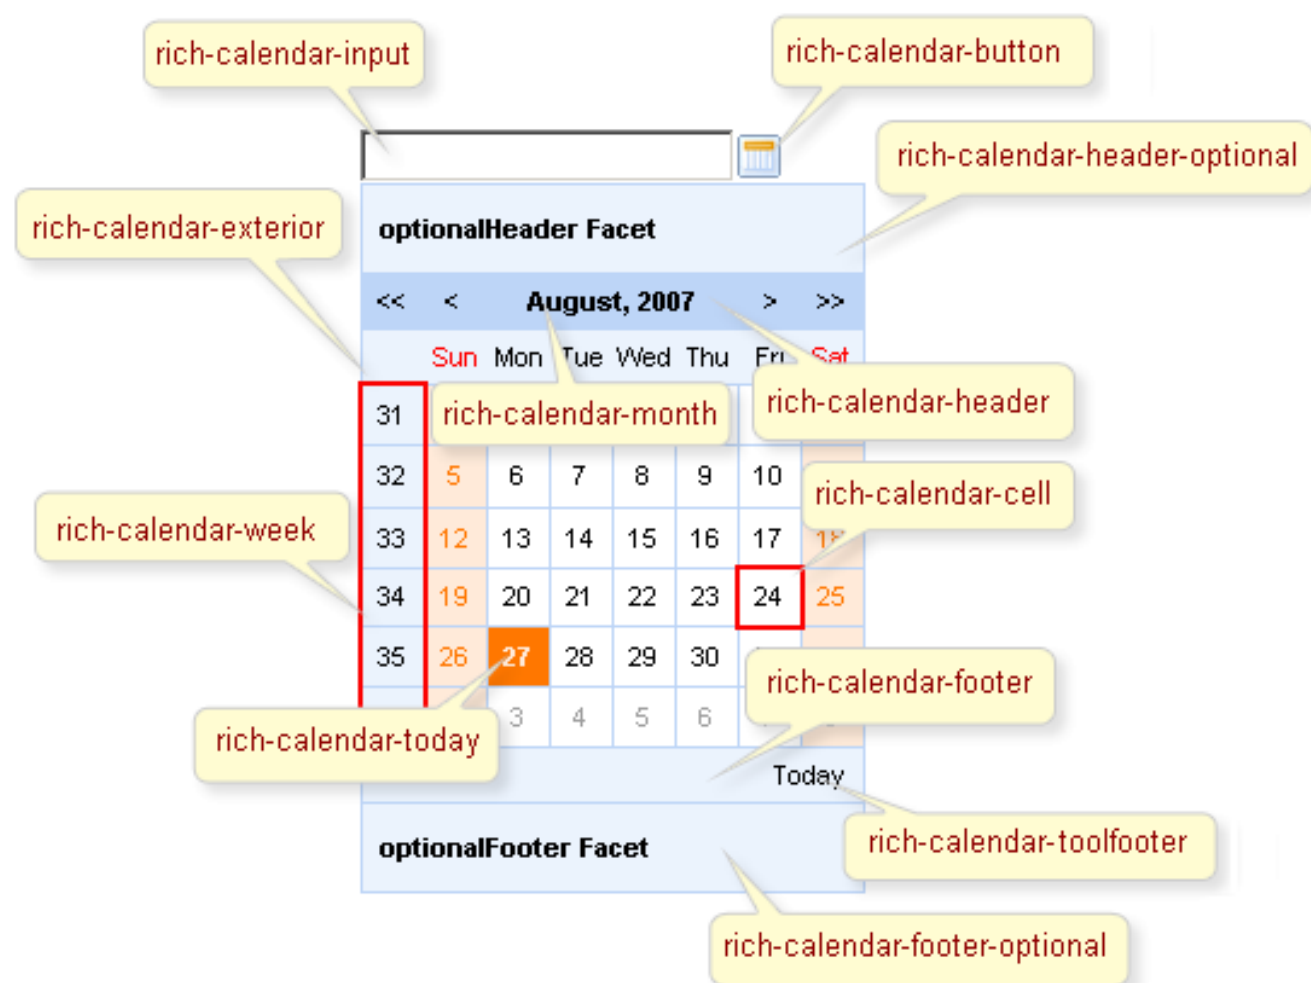 rich-calendar-input
rich-calendar-button
rich-calendar-header-optional
rich-calendar-exterior
optionalHeader Facet
<< < August, 2007 > >>
Sun Mon Tue Wed Thu Fri Sat
31
rich-calendar-month
rich-calendar-header
32 5 6 7 8 9 10
rich-calendar-cell
rich-calendar-week
33 12 13 14 15 16 17 18
34 19 20 21 22 23 24 25
35 26 27 28 29 30
rich-calendar-footer
3 4 5 6
rich-calendar-today
Today
rich-calendar-toolfooter
optionalFooter Facet
rich-calendar-footer-optional